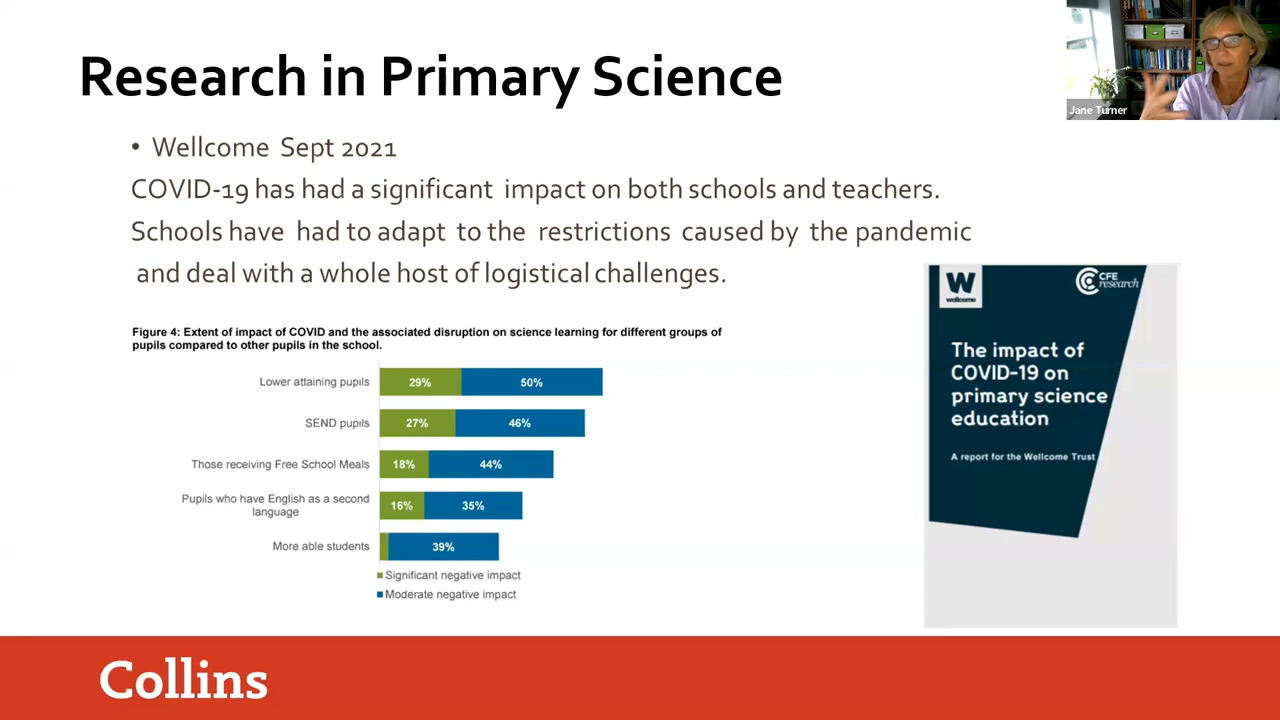 Research in Primary Science
Jane Turner
• Wellcome Sept 2021
COVID-19 has had a significant impact on both schools and teachers.
Schools have had to adapt to the restrictions caused by the pandemic
and deal with a whole host of logistical challenges.
Figure 4: Extent of impact of COVID and the associated disruption on science learning for different groups of
pupils compared to other pupils in the school.
Lower attaining pupils 29% 50%
SEND pupils 27% 46%
Those receiving Free School Meals 18% 44%
Pupils who have English as a second
language 16% 35%
More able students 39%
Significant negative impact
Moderate negative impact
W
wellcome
CFE
research
The impact of
COVID-19 on
primary science
education
A report for the Wellcome Trust
Collins